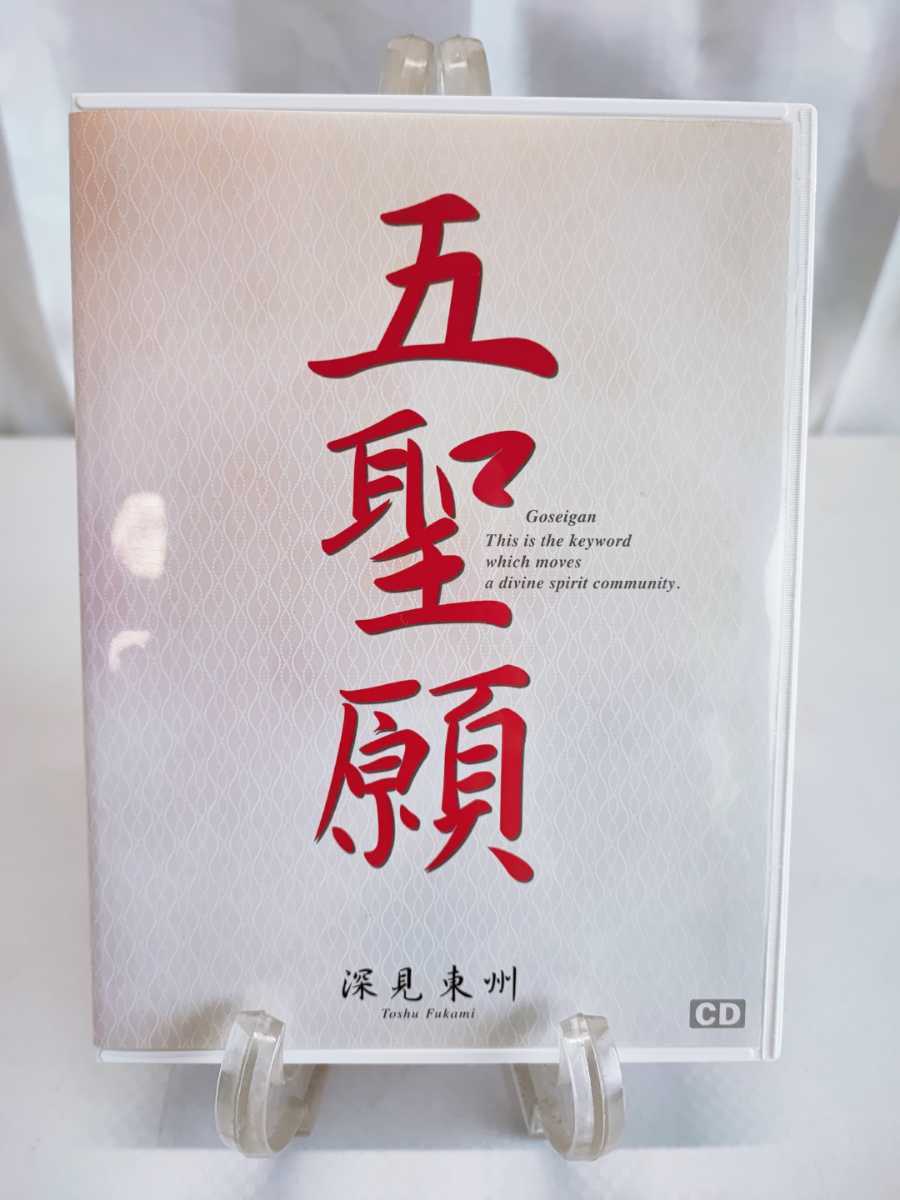 五聖願
Goseigan
This is the keyword
which moves
a divine spirit community.
深見東州
Toshu Fukami
CD